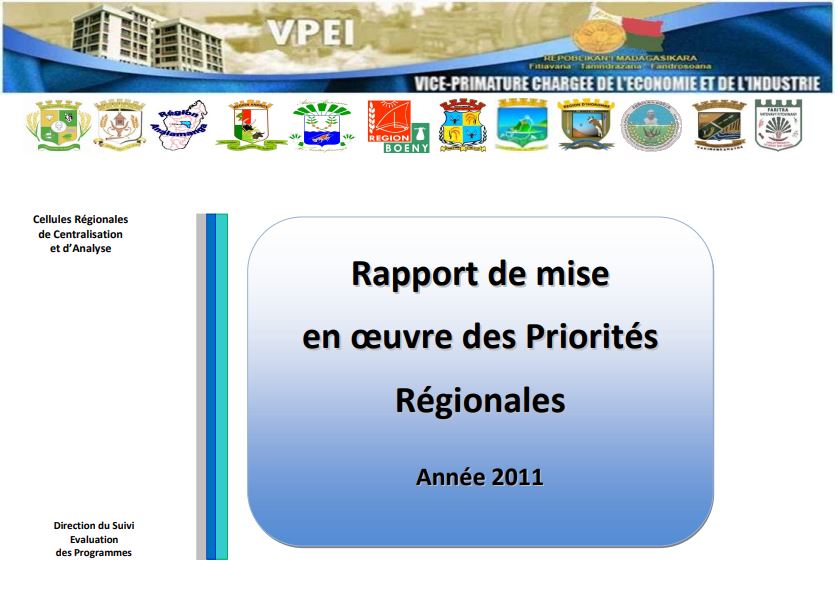 VPEI
REPOBLIKAN'I MADAGASIKARA
Fitiavana - Tanindrazana - Fandrosoana
VICE-PRIMATURE CHARGEE DE L'ECONOMIE ET DE L'INDUSTRIE
REGION
BOENY
FARITRA
Cellules Régionales
de Centralisation
et d'Analyse
Rapport de mise
en œuvre des Priorités
Régionales
Année 2011
Direction du Suivi
Evaluation
des Programmes